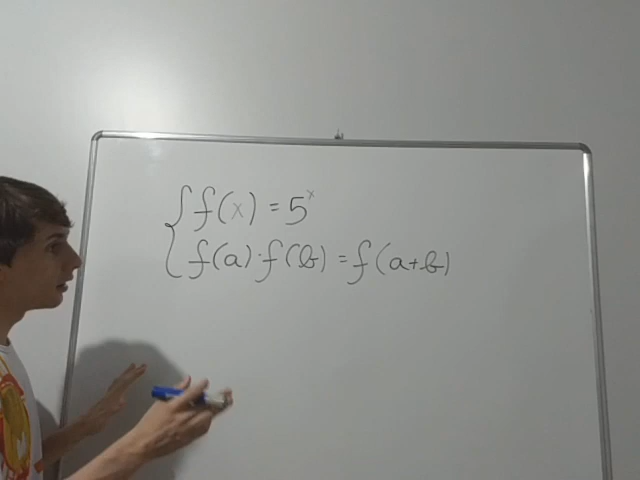 f(x) = 5^x
f(a)·f(b) = f(a+b)